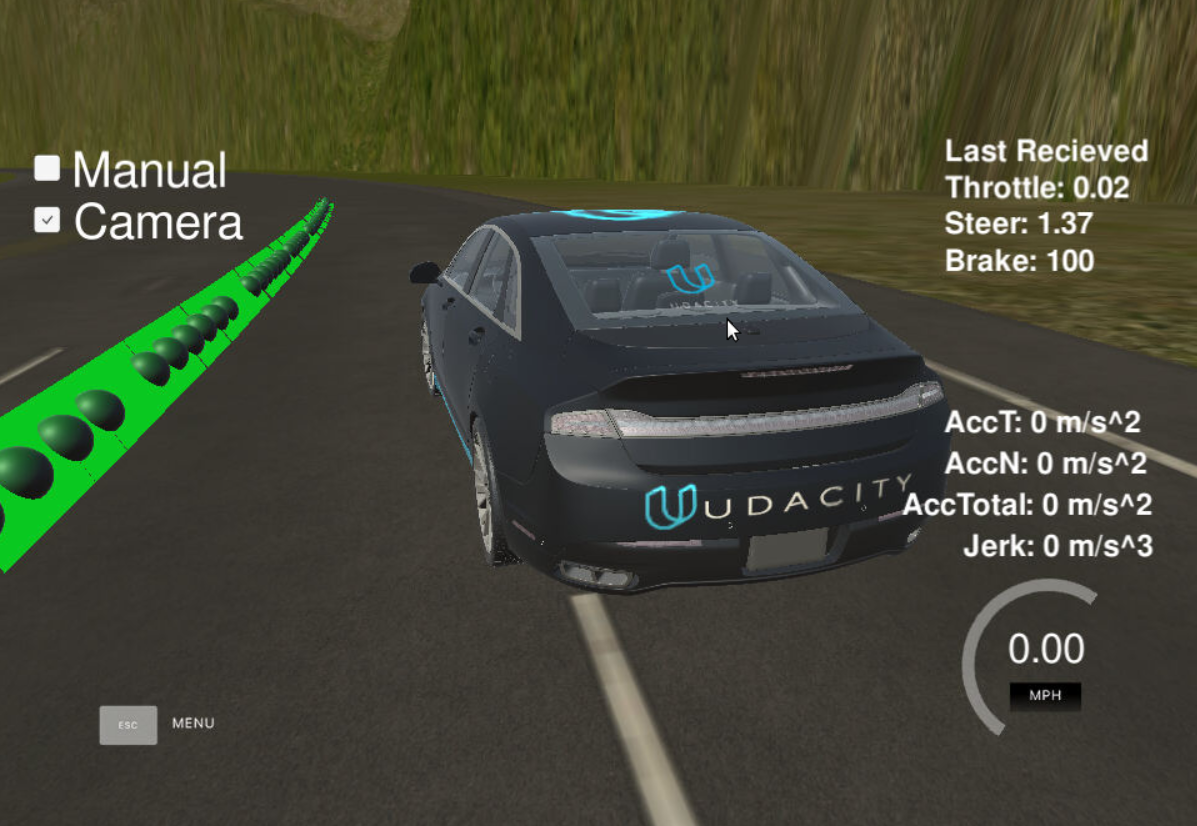 Manual
Camera
Last Recieved
Throttle: 0.02
Steer: 1.37
Brake: 100
UDACITY
AccT: 0 m/s^2
AccN: 0 m/s^2
AccTotal: 0 m/s^2
Jerk: 0 m/s^3
UDACITY
0.00
MPH
ESC
MENU